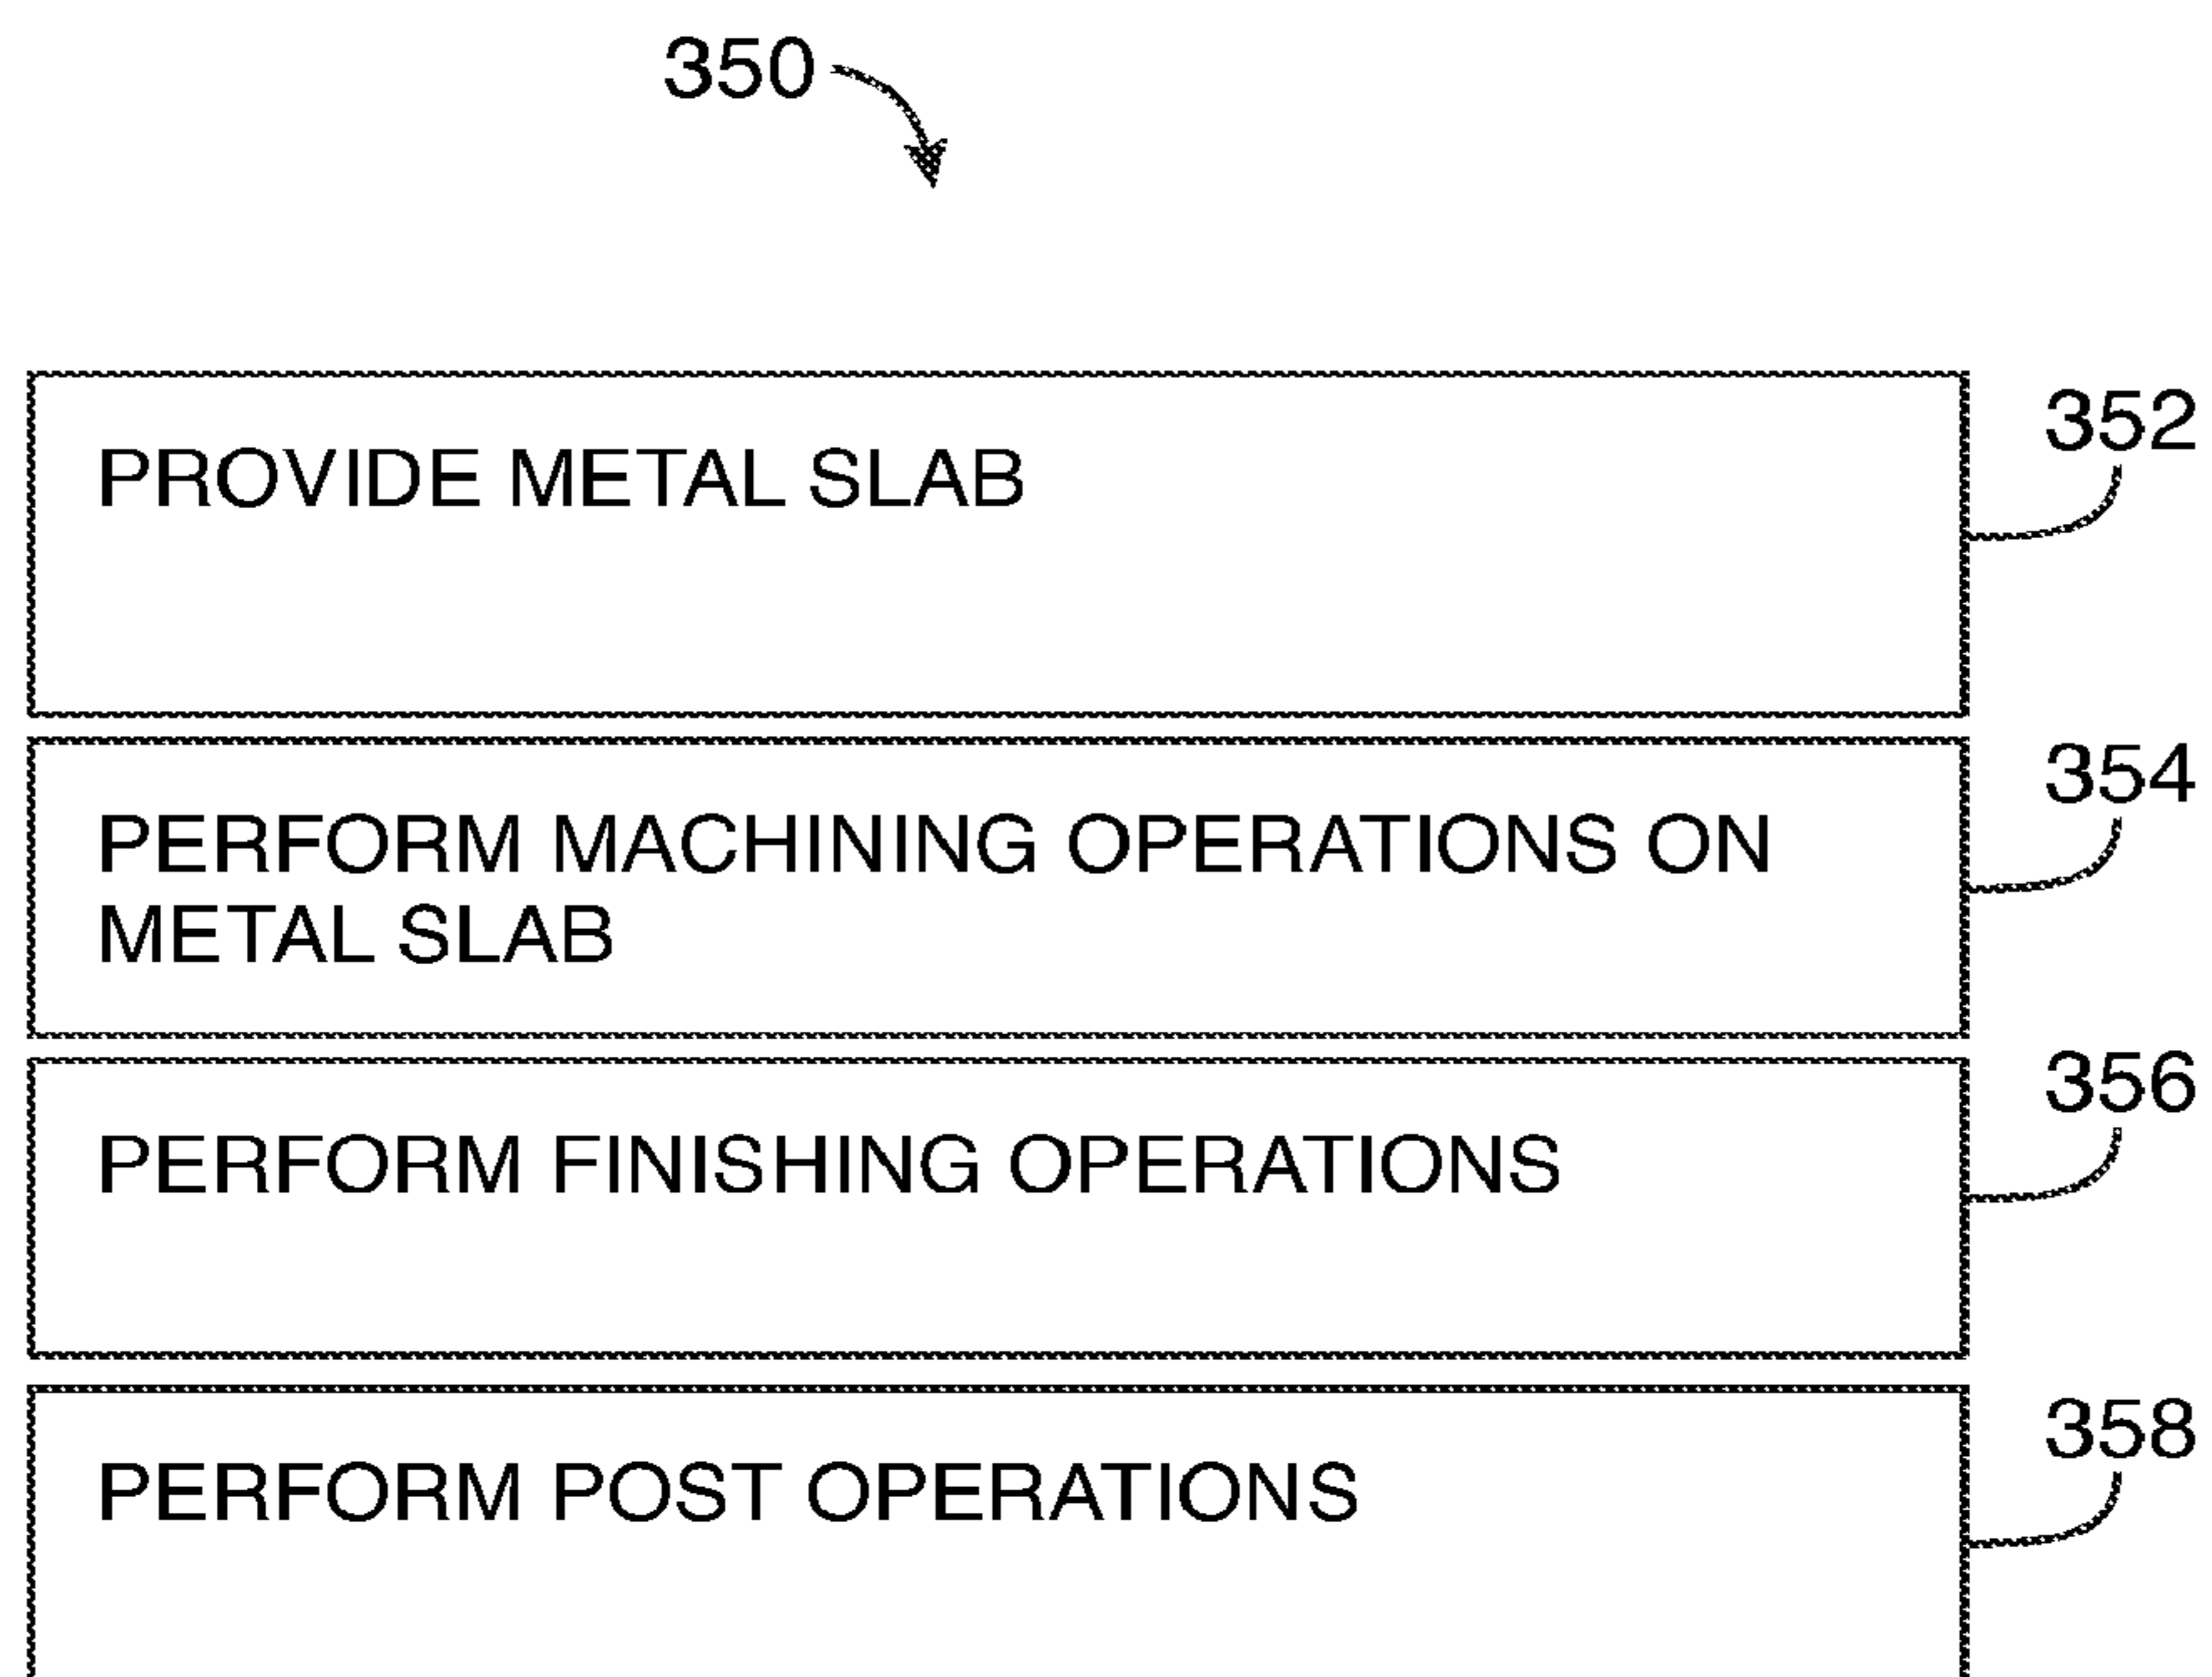 350
PROVIDE METAL SLAB
352
PERFORM MACHINING OPERATIONS ON
METAL SLAB
354
PERFORM FINISHING OPERATIONS
356
PERFORM POST OPERATIONS
358